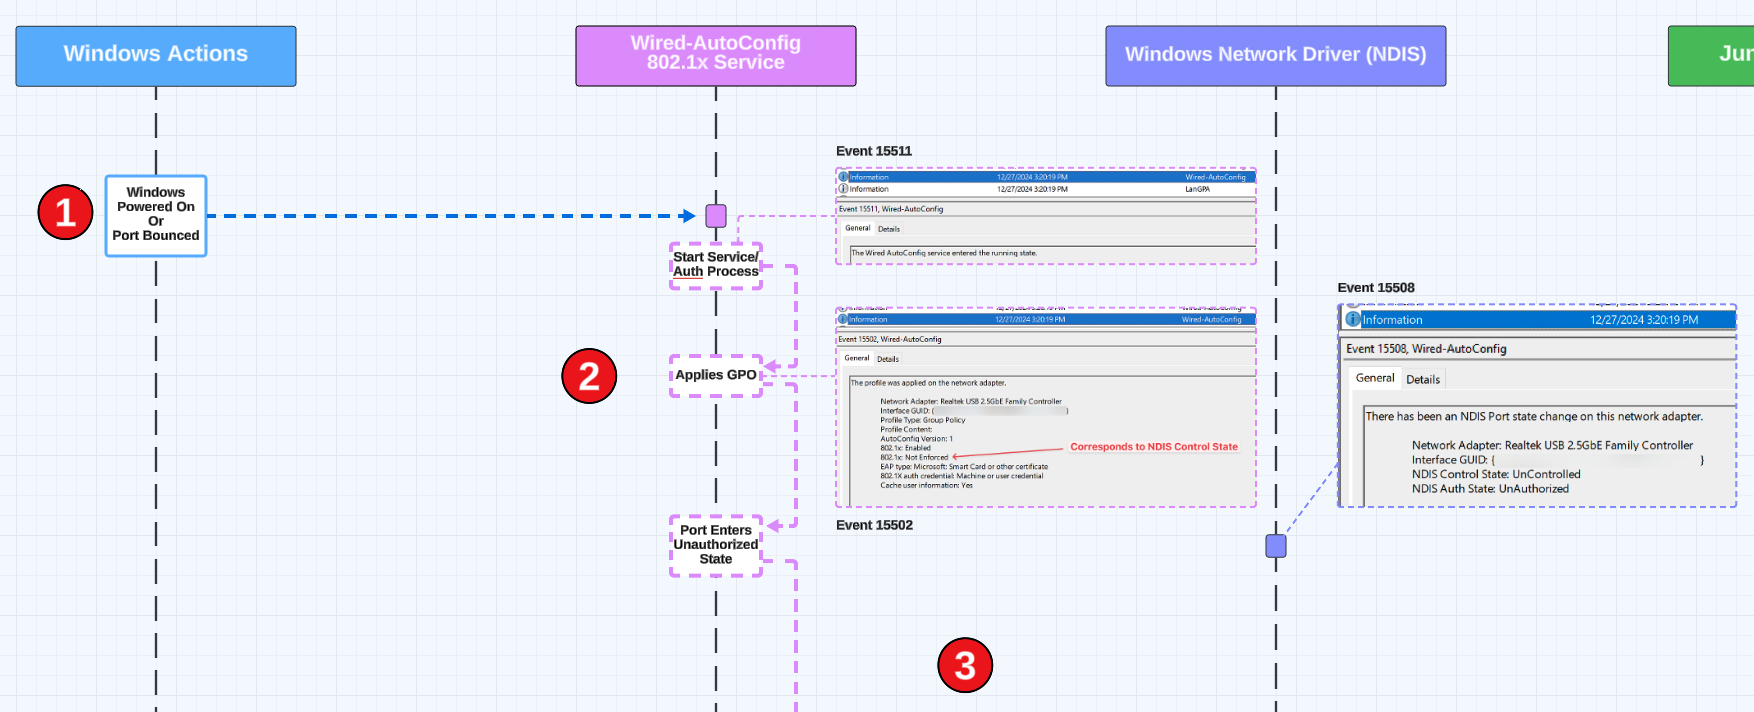 Windows Actions
Wired-AutoConfig
802.1x Service
Windows Network Driver (NDIS)
Jun
1
Windows
Powered On
Or
Port Bounced
Start Service/
Auth Process
Event 15511
Information 12/27/2024 3:20:19 PM Wired-AutoConfig
Information 12/27/2024 3:20:19 PM LanGPA
Event 15511, Wired-AutoConfig
General Details
The Wired AutoConfig service entered the running state.
2
Applies GPO
Information 12/27/2024 3:20:19 PM Wired-AutoConfig
Event 15502, Wired-AutoConfig
General Details
The profile was applied on the network adapter.
Network Adapter: Realtek USB 2.5GbE Family Controller
Interface GUID: { }
Profile Type: Group Policy
Profile Content:
AutoConfig Version: 1
802.1x: Enabled
802.1x: Not Enforced
EAP type: Microsoft: Smart Card or other certificate
802.1X auth credential: Machine or user credential
Cache user information: Yes
Corresponds to NDIS Control State
Event 15502
Port Enters
Unauthorized
State
Event 15508
Information 12/27/2024 3:20:19 PM
Event 15508, Wired-AutoConfig
General Details
There has been an NDIS Port state change on this network adapter.
Network Adapter: Realtek USB 2.5GbE Family Controller
Interface GUID: { }
NDIS Control State: UnControlled
NDIS Auth State: UnAuthorized
3